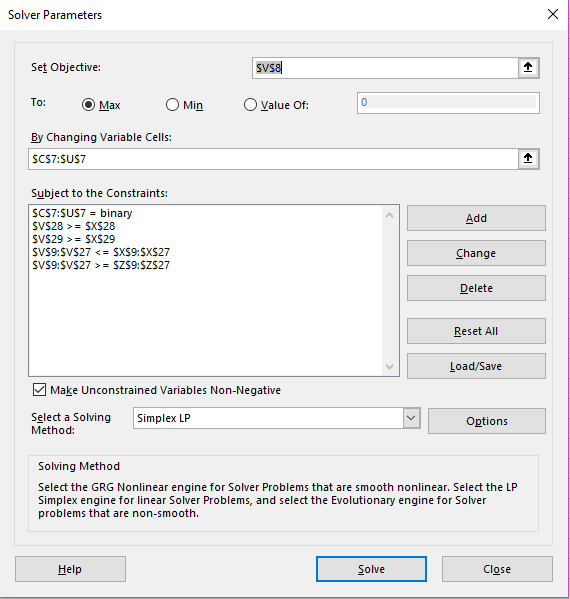 Solver Parameters
Set Objective:
$V$8
To:
Max
Min
Value Of:
0
By Changing Variable Cells:
$C$7:$U$7
Subject to the Constraints:
$C$7:$U$7 = binary
$V$28 >= $X$28
$V$29 >= $X$29
$V$9:$V$27 <= $X$9:$X$27
$V$9:$V$27 >= $Z$9:$Z$27
Add
Change
Delete
Reset All
Load/Save
Make Unconstrained Variables Non-Negative
Select a Solving
Method:
Simplex LP
Options
Solving Method
Select the GRG Nonlinear engine for Solver Problems that are smooth nonlinear. Select the LP
Simplex engine for linear Solver Problems, and select the Evolutionary engine for Solver
problems that are non-smooth.
Help
Solve
Close